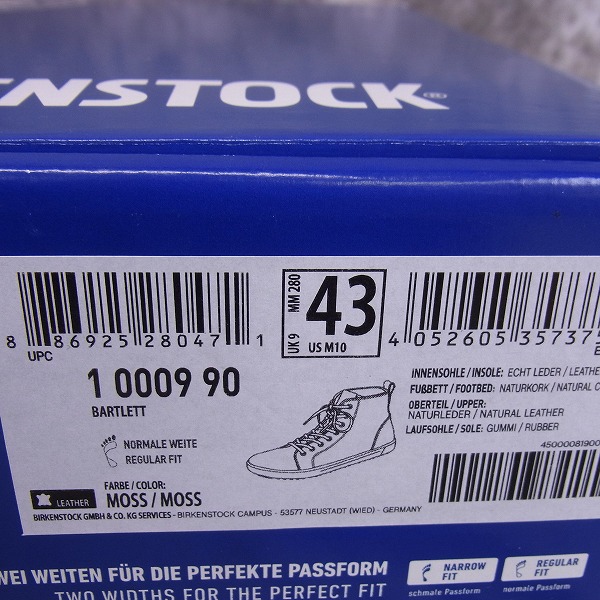 ENSTOCK®
8 86925 28047 1
UPC
UK 9 MM 280
43
US M10
4 052605 35737
1 0009 90
BARTLETT
NORMALE WEITE
REGULAR FIT
INNENSOHLE / INSOLE: ECHT LEDER / LEATHE
FUẞBETT / FOOTBED: NATURKORK / NATURAL C
OBERTEIL / UPPER:
NATURLEDER / NATURAL LEATHER
LAUFSOHLE / SOLE: GUMMI / RUBBER
45000081900
LEATHER
FARBE / COLOR:
MOSS / MOSS
BIRKENSTOCK GMBH & CO. KG SERVICES - BIRKENSTOCK CAMPUS - 53577 NEUSTADT (WIED) - GERMANY
WEI WEITEN FÜR DIE PERFEKTE PASSFORM
TWO WIDTHS FOR THE PERFECT FIT
NARROW FIT
schmale Passform
REGULAR FIT
normale Passform